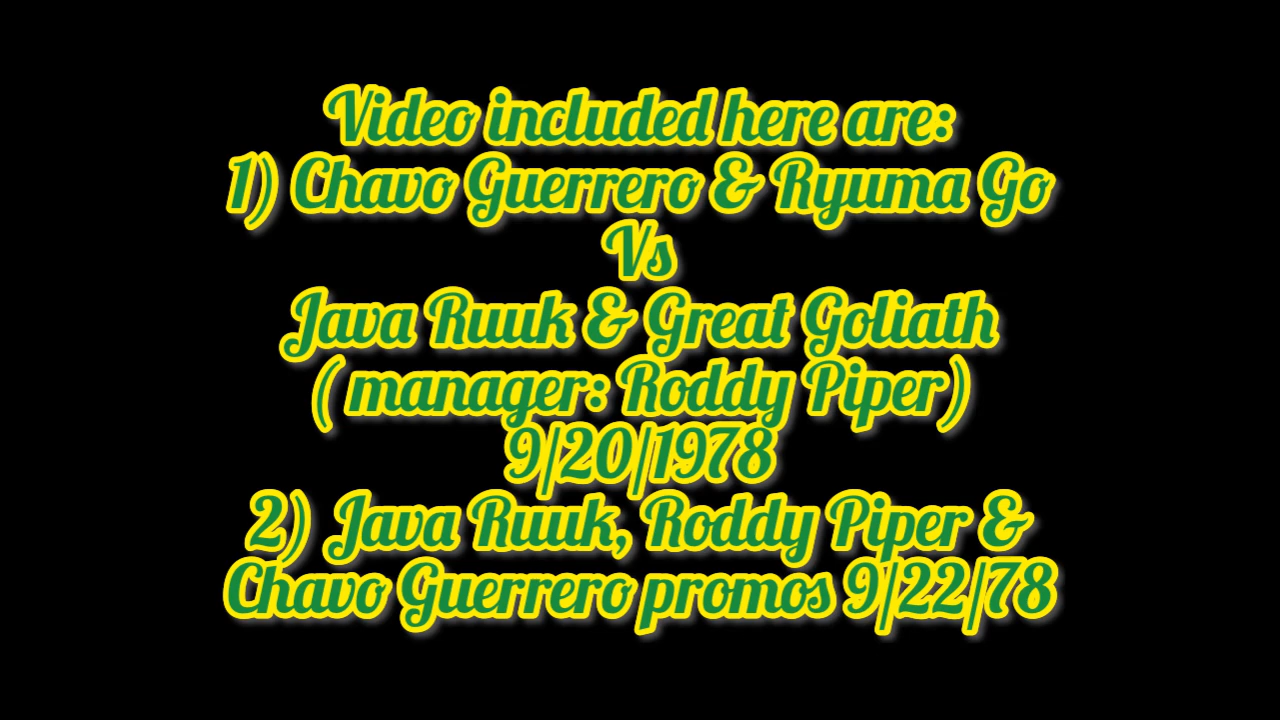 Video included here are:
1) Chavo Guerrero & Ryuma Go
Vs
Java Ruuk & Great Goliath
( manager: Roddy Piper)
9/20/1978
2) Java Ruuk, Roddy Piper &
Chavo Guerrero promos 9/22/78